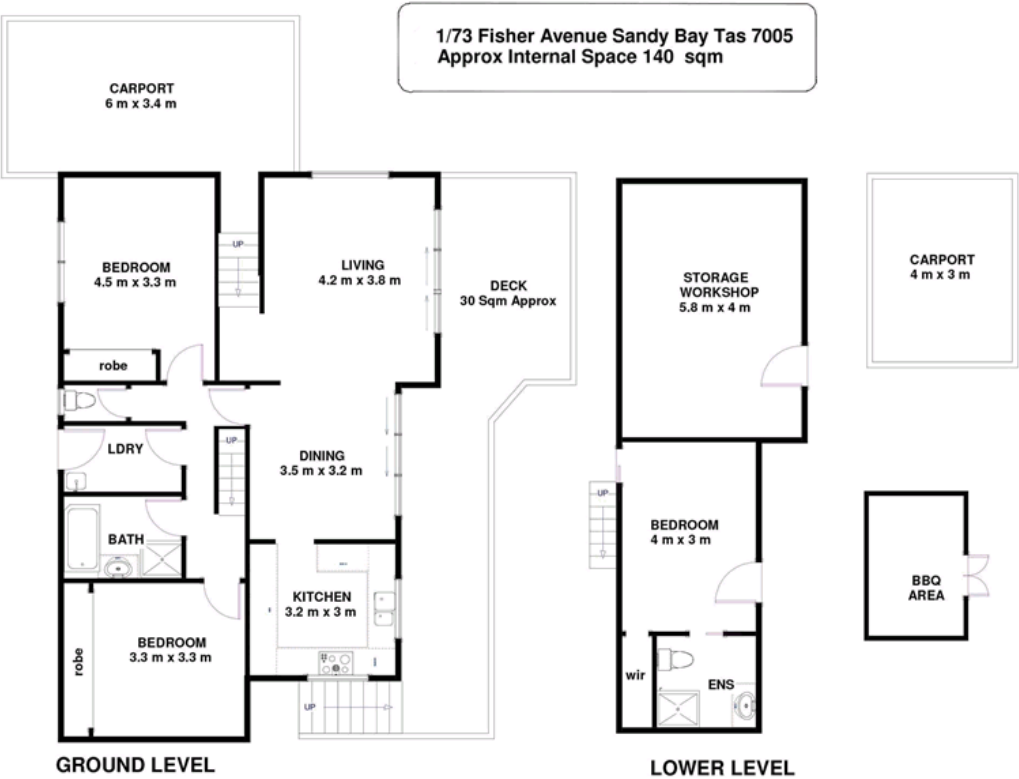 1/73 Fisher Avenue Sandy Bay Tas 7005
Approx Internal Space 140 sqm
CARPORT
6 m x 3.4 m
BEDROOM
4.5 m x 3.3 m
robe
UP
LIVING
4.2 m x 3.8 m
DECK
30 Sqm Approx
LDRY
UP
DINING
3.5 m x 3.2 m
BATH
KITCHEN
3.2 m x 3 m
BEDROOM
3.3 m x 3.3 m
robe
UP
GROUND LEVEL
STORAGE
WORKSHOP
5.8 m x 4 m
CARPORT
4 m x 3 m
UP
BEDROOM
4 m x 3 m
BBQ
AREA
wir
ENS
LOWER LEVEL